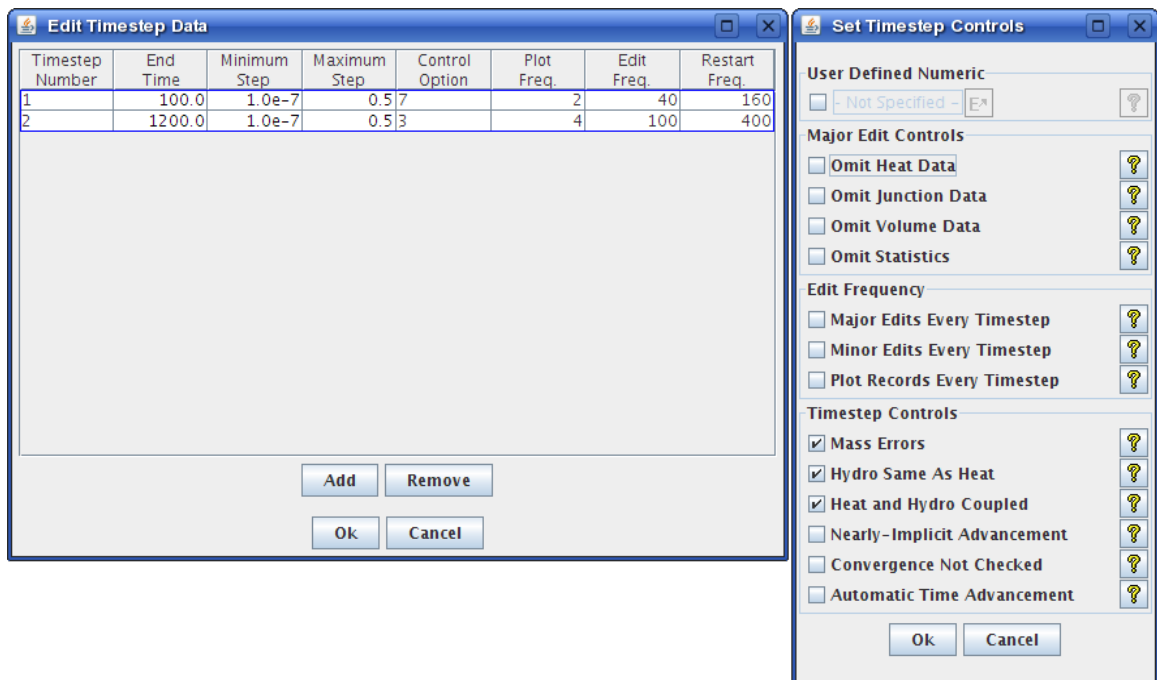 Edit Timestep Data
Timestep Number End Time Minimum Step Maximum Step Control Option Plot Freq. Edit Freq. Restart Freq.
1 100.0 1.0e-7 0.5 7 2 40 160
2 1200.0 1.0e-7 0.5 3 4 100 400
Add Remove
Ok Cancel
Set Timestep Controls
User Defined Numeric
- Not Specified - E
?
Major Edit Controls
Omit Heat Data ?
Omit Junction Data ?
Omit Volume Data ?
Omit Statistics ?
Edit Frequency
Major Edits Every Timestep ?
Minor Edits Every Timestep ?
Plot Records Every Timestep ?
Timestep Controls
Mass Errors ?
Hydro Same As Heat ?
Heat and Hydro Coupled ?
Nearly-Implicit Advancement ?
Convergence Not Checked ?
Automatic Time Advancement ?
Ok Cancel